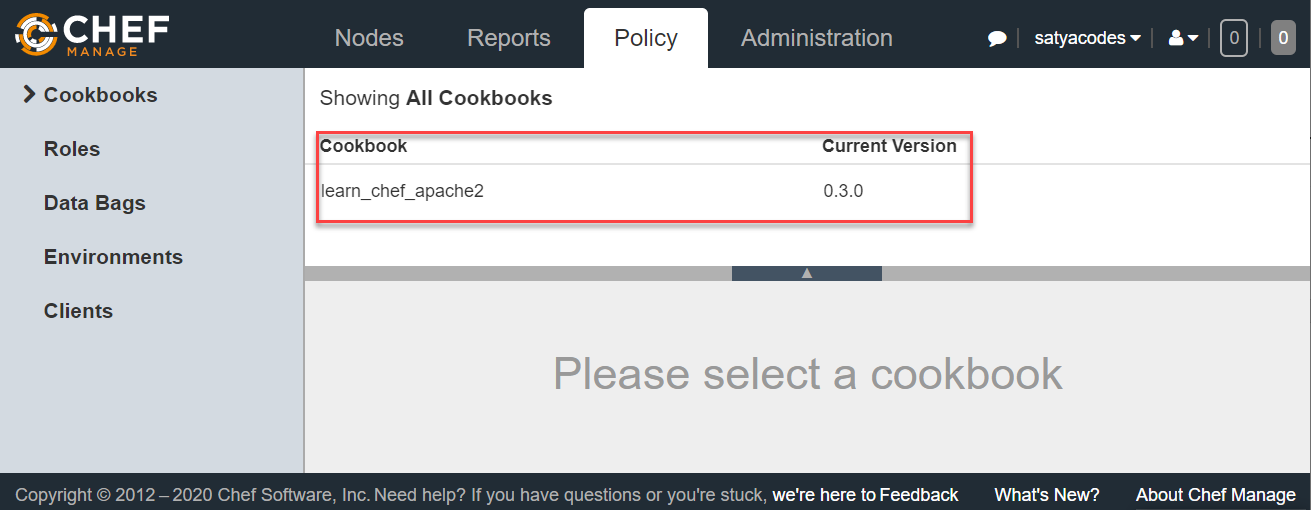 CHEF
MANAGE
Nodes Reports Policy Administration satyacodes 0 0
Cookbooks
Roles
Data Bags
Environments
Clients
Showing All Cookbooks
Cookbook Current Version
learn_chef_apache2 0.3.0
Please select a cookbook
Copyright © 2012 – 2020 Chef Software, Inc. Need help? If you have questions or you're stuck, we're here to Feedback What's New? About Chef Manage